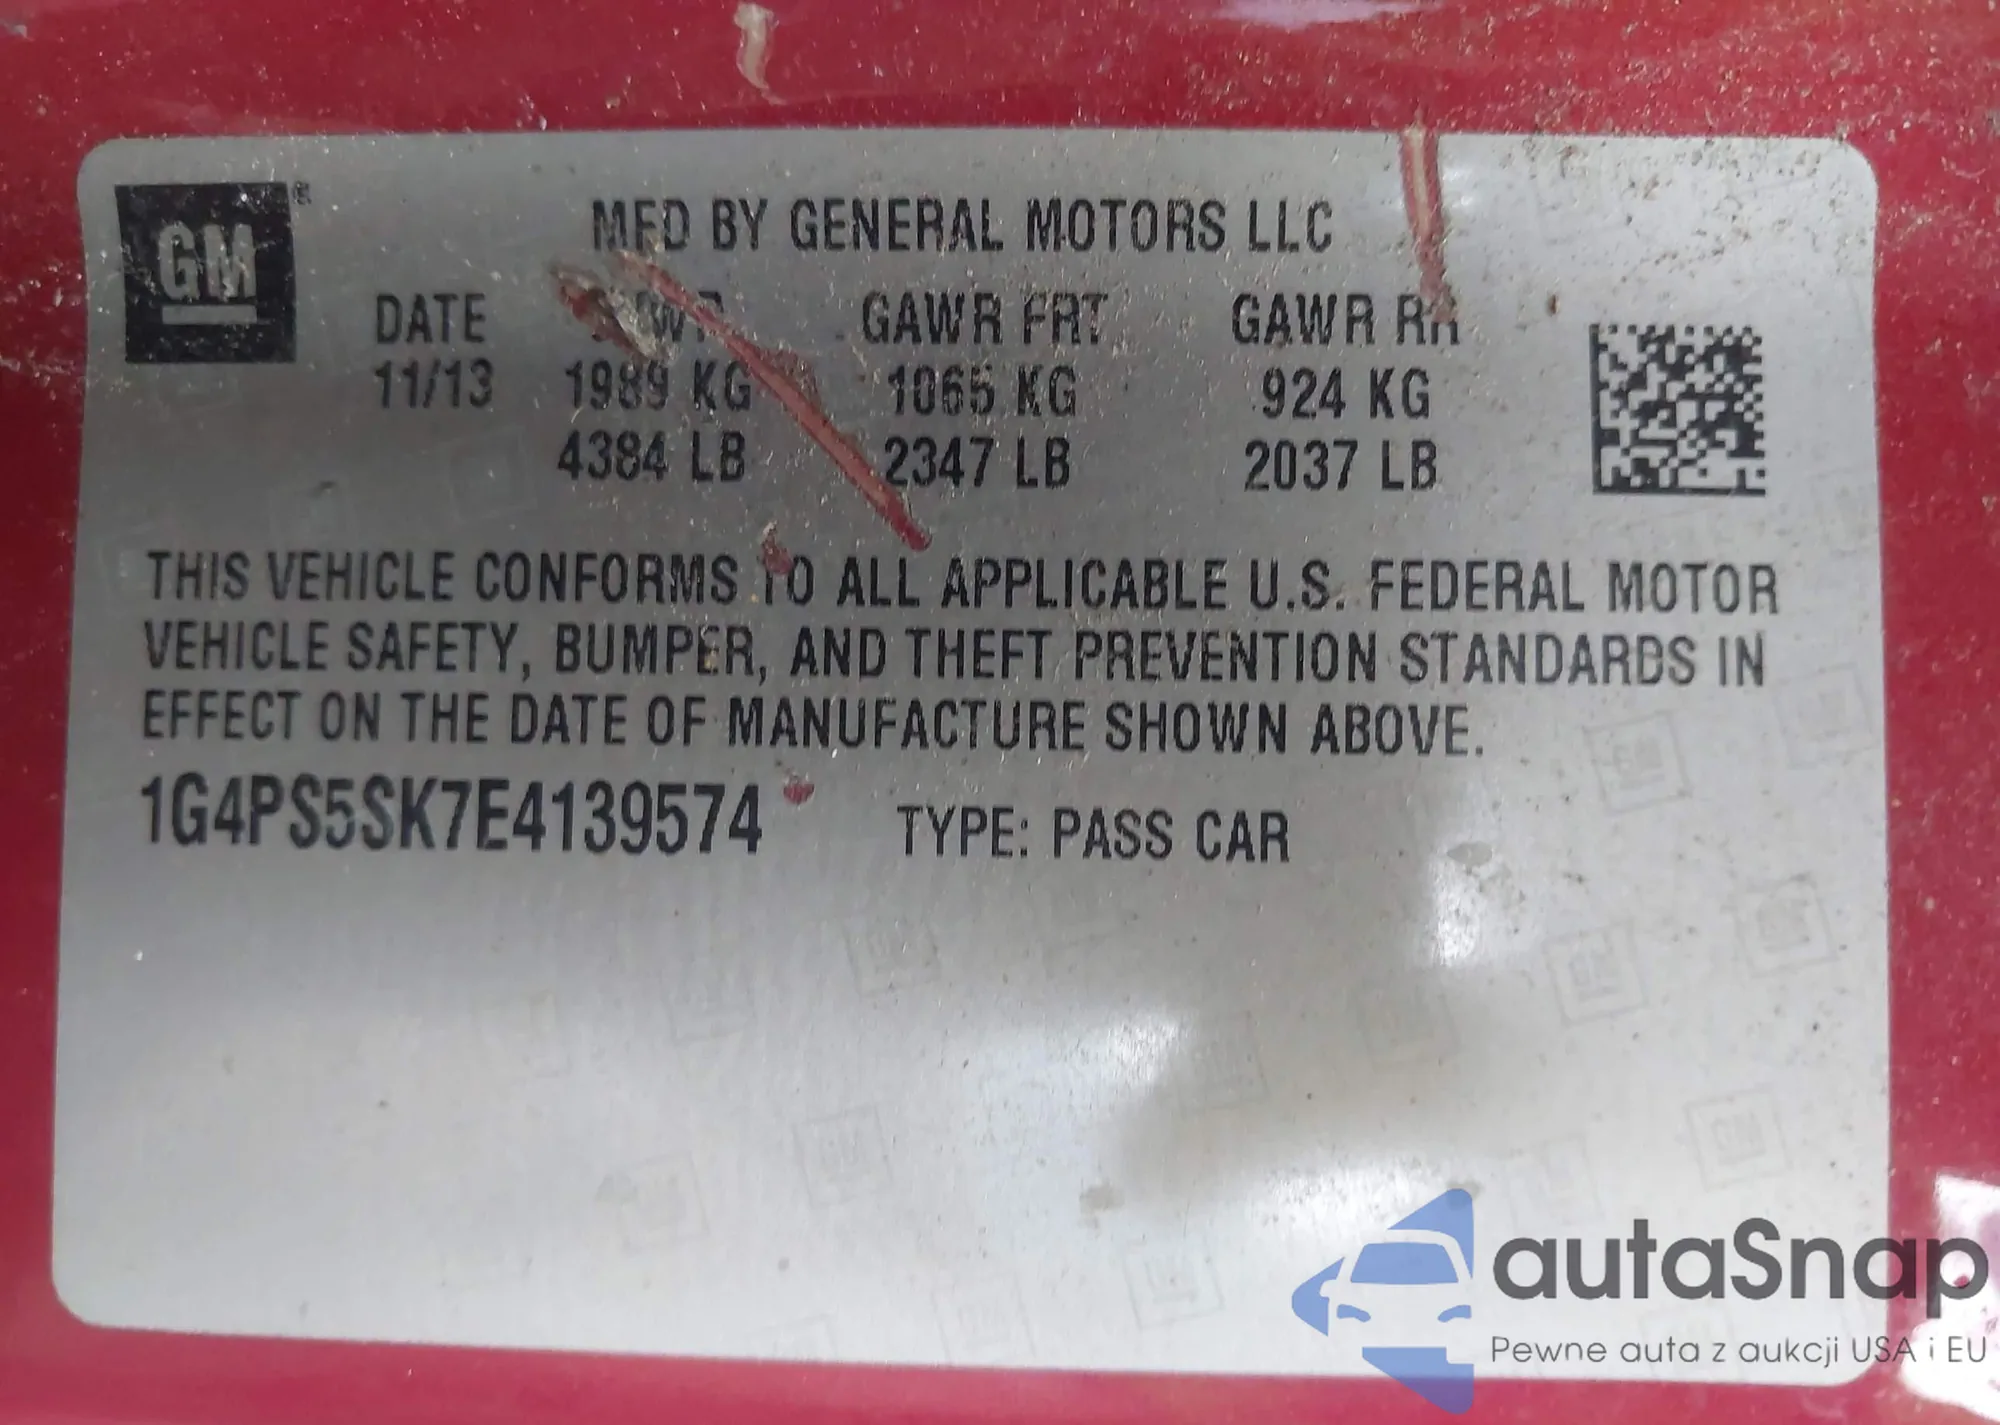 GM ®
MFD BY GENERAL MOTORS LLC
DATE GAWR FRT GAWR RR
11/13 1989 KG 1065 KG 924 KG
4384 LB 2347 LB 2037 LB
THIS VEHICLE CONFORMS TO ALL APPLICABLE U.S. FEDERAL MOTOR
VEHICLE SAFETY, BUMPER, AND THEFT PREVENTION STANDARDS IN
EFFECT ON THE DATE OF MANUFACTURE SHOWN ABOVE.
1G4PS5SK7E4139574 TYPE: PASS CAR
autaSnap
Pewne auta z aukcji USA i EU